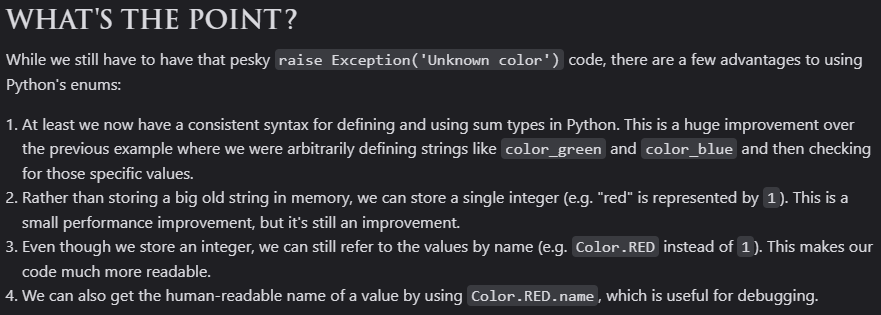 WHAT'S THE POINT?
While we still have to have that pesky raise Exception('Unknown color') code, there are a few advantages to using
Python's enums:
1. At least we now have a consistent syntax for defining and using sum types in Python. This is a huge improvement over
the previous example where we were arbitrarily defining strings like color_green and color_blue and then checking
for those specific values.
2. Rather than storing a big old string in memory, we can store a single integer (e.g. "red" is represented by 1). This is a
small performance improvement, but it's still an improvement.
3. Even though we store an integer, we can still refer to the values by name (e.g. Color.RED instead of 1). This makes our
code much more readable.
4. We can also get the human-readable name of a value by using Color.RED.name, which is useful for debugging.